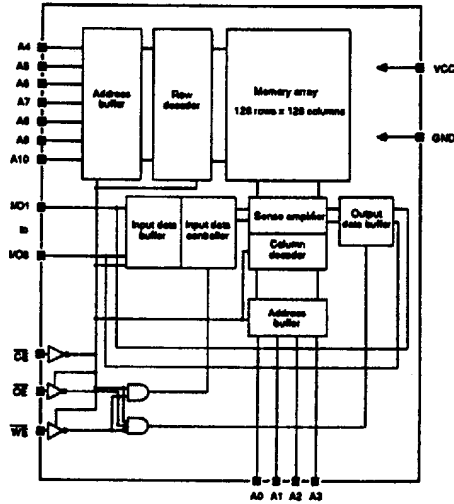 A4
A5
A6
A7
A8
A9
A10
Address buffer
Row decoder
Memory array
128 rows × 128 columns
VCC
GND
I/O1
to
I/O8
Input data buffer
Input data controller
Sense amplifier
Column decoder
Output data buffer
Address buffer
CE
OE
WE
A0 A1 A2 A3